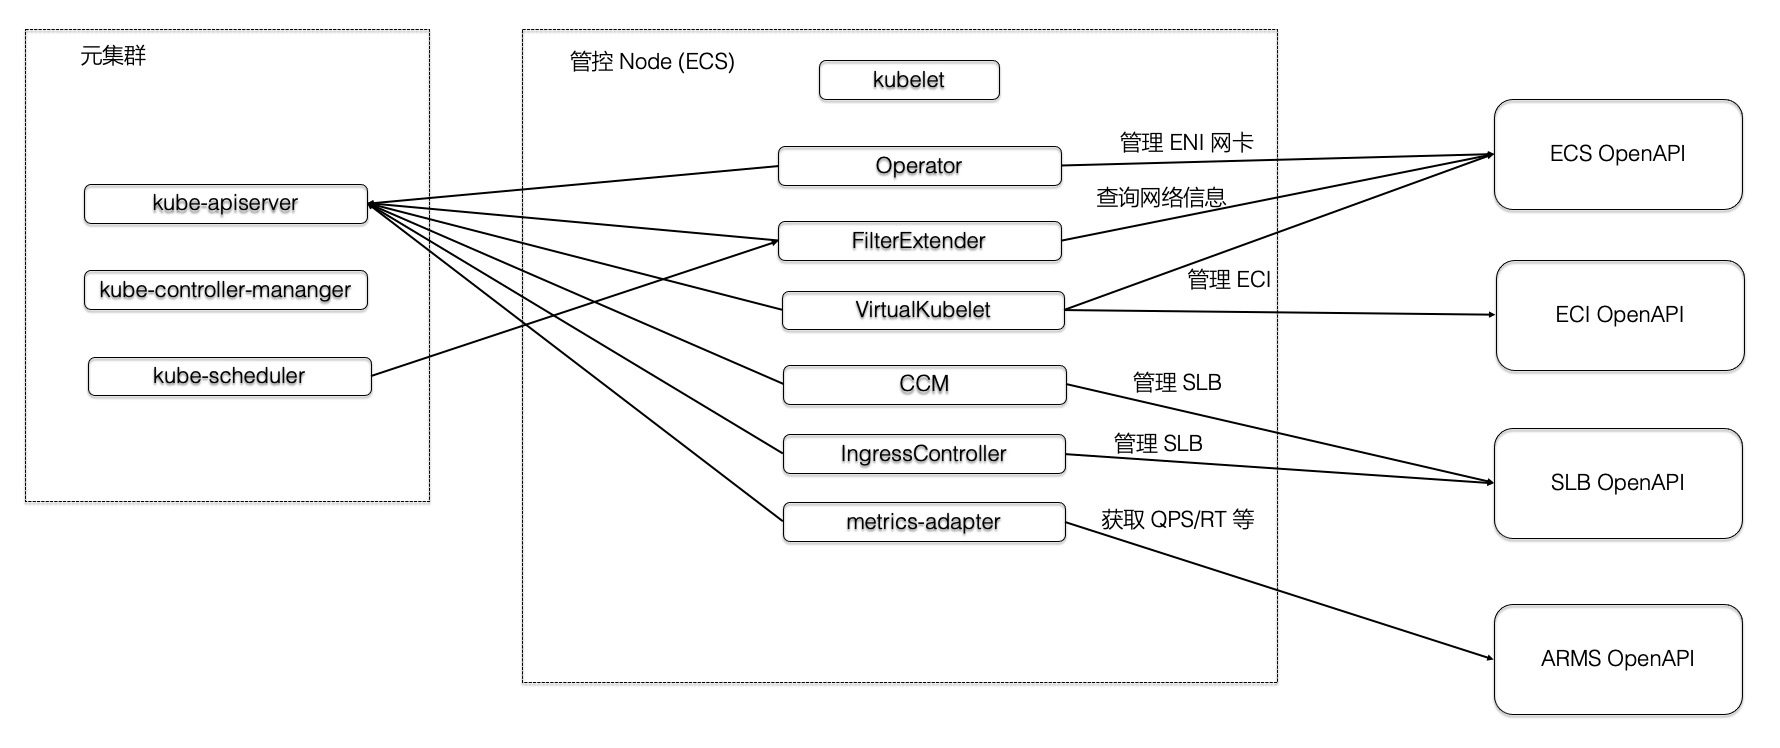 元集群
kube-apiserver
kube-controller-mananger
kube-scheduler
管控 Node (ECS)
kubelet
Operator
FilterExtender
VirtualKubelet
CCM
IngressController
metrics-adapter
管理 ENI 网卡
查询网络信息
管理 ECI
管理 SLB
管理 SLB
获取 QPS/RT 等
ECS OpenAPI
ECI OpenAPI
SLB OpenAPI
ARMS OpenAPI